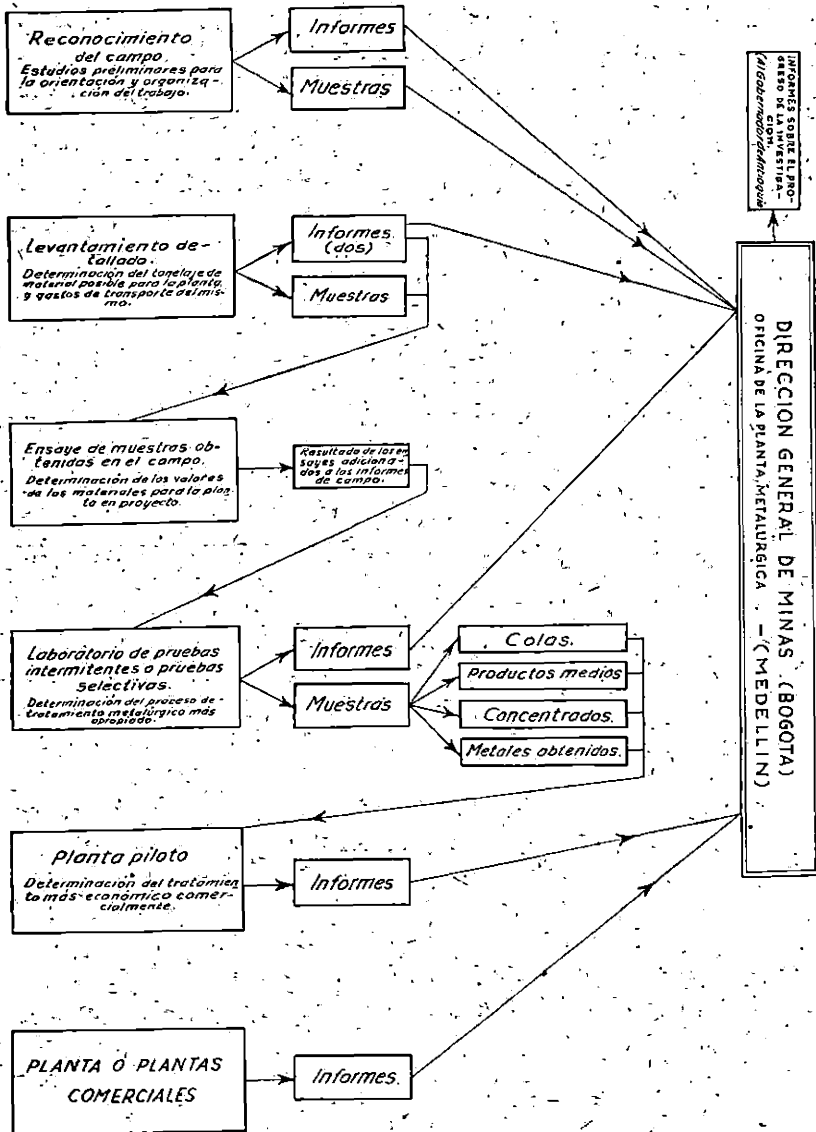 Reconocimiento
del campo.
Estudios preliminares para
la orientación y organiza-
ción del trabajo.
Informes
Muestras
INFORMES SOBRE EL PRO-
GRESO DE LA INVESTIGA-
CION.
(Al Gobernador de Antioquia
Levantamiento de-
tallado.
Determinación del tonelaje de
material posible para la planta,
y gastos de transporte del mis-
mo.
Informes
(dos)
Muestras
DIRECCION GENERAL DE MINAS (BOGOTA)
OFICINA DE LA PLANTA METALURGICA - (MEDELLIN)
Ensaye de muestras ob-
tenidas en el campo.
Determinación de los valores
de los materiales para la plan
ta en proyecto.
Resultado de los en
sayes adiciona-
dos a los informes
de campo.
Laboratorio de pruebas
intermitentes o pruebas
selectivas.
Determinación del proceso de
tratamiento metalúrgico más
apropiado.
Informes
Muestras
Colas.
Productos medios
Concentrados.
Metales obtenidos.
Planta piloto
Determinación del tratamien
to más económico comer-
cialmente.
Informes
PLANTA O PLANTAS
COMERCIALES
Informes.